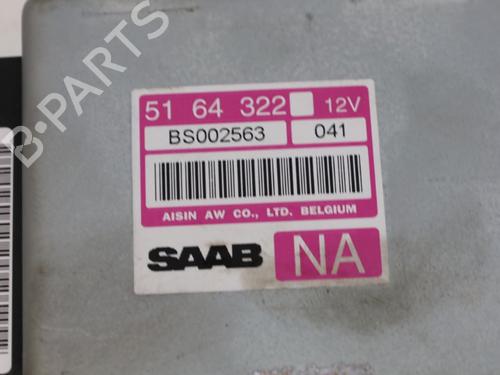 B-PARTS
51 64 322 12V
BS002563 041
AISIN AW CO., LTD. BELGIUM
SAAB NA